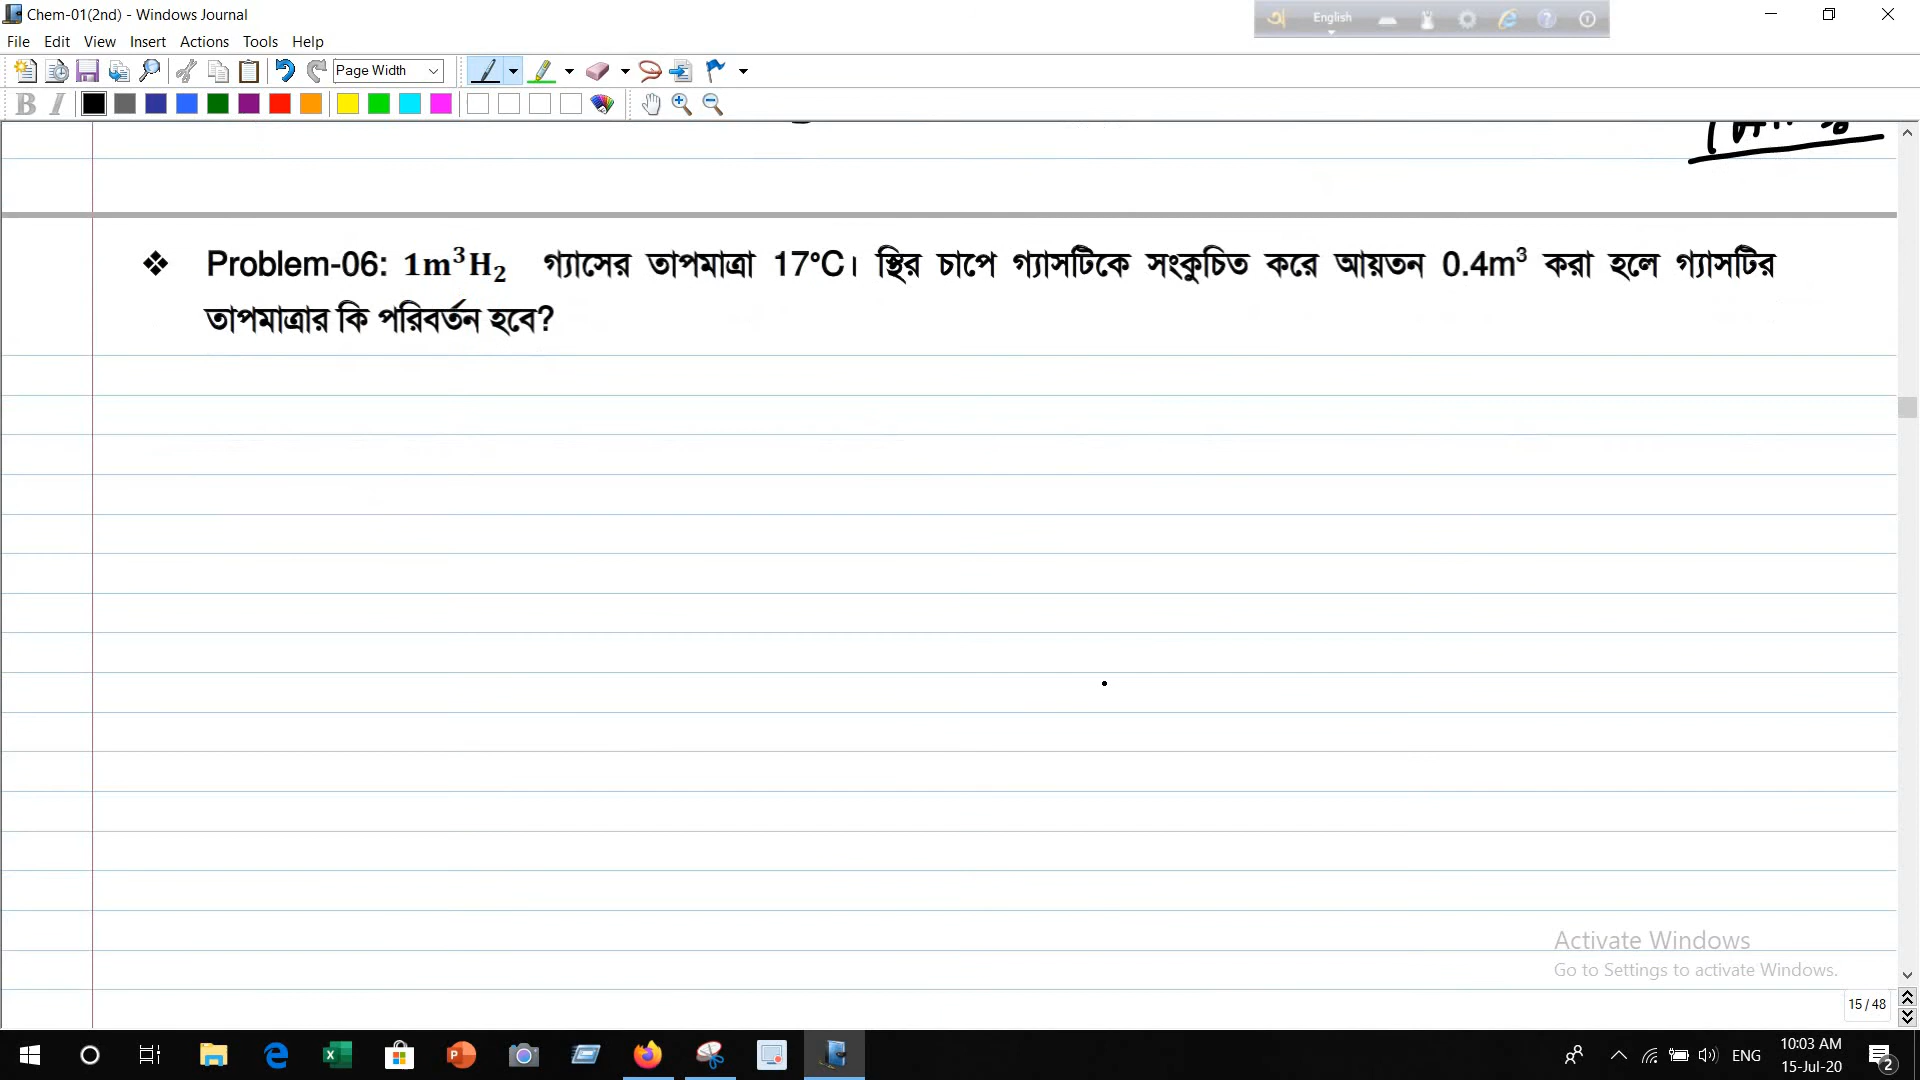 Chem-01(2nd) - Windows Journal
English
File Edit View Insert Actions Tools Help
Page Width
B I
❖ Problem-06: 1m³H₂ গ্যাসের তাপমাত্রা 17°C। স্থির চাপে গ্যাসটিকে সংকুচিত করে আয়তন 0.4m³ করা হলে গ্যাসটির
তাপমাত্রার কি পরিবর্তন হবে?
Activate Windows
Go to Settings to activate Windows.
15 / 48
ENG
10:03 AM
15-Jul-20
2